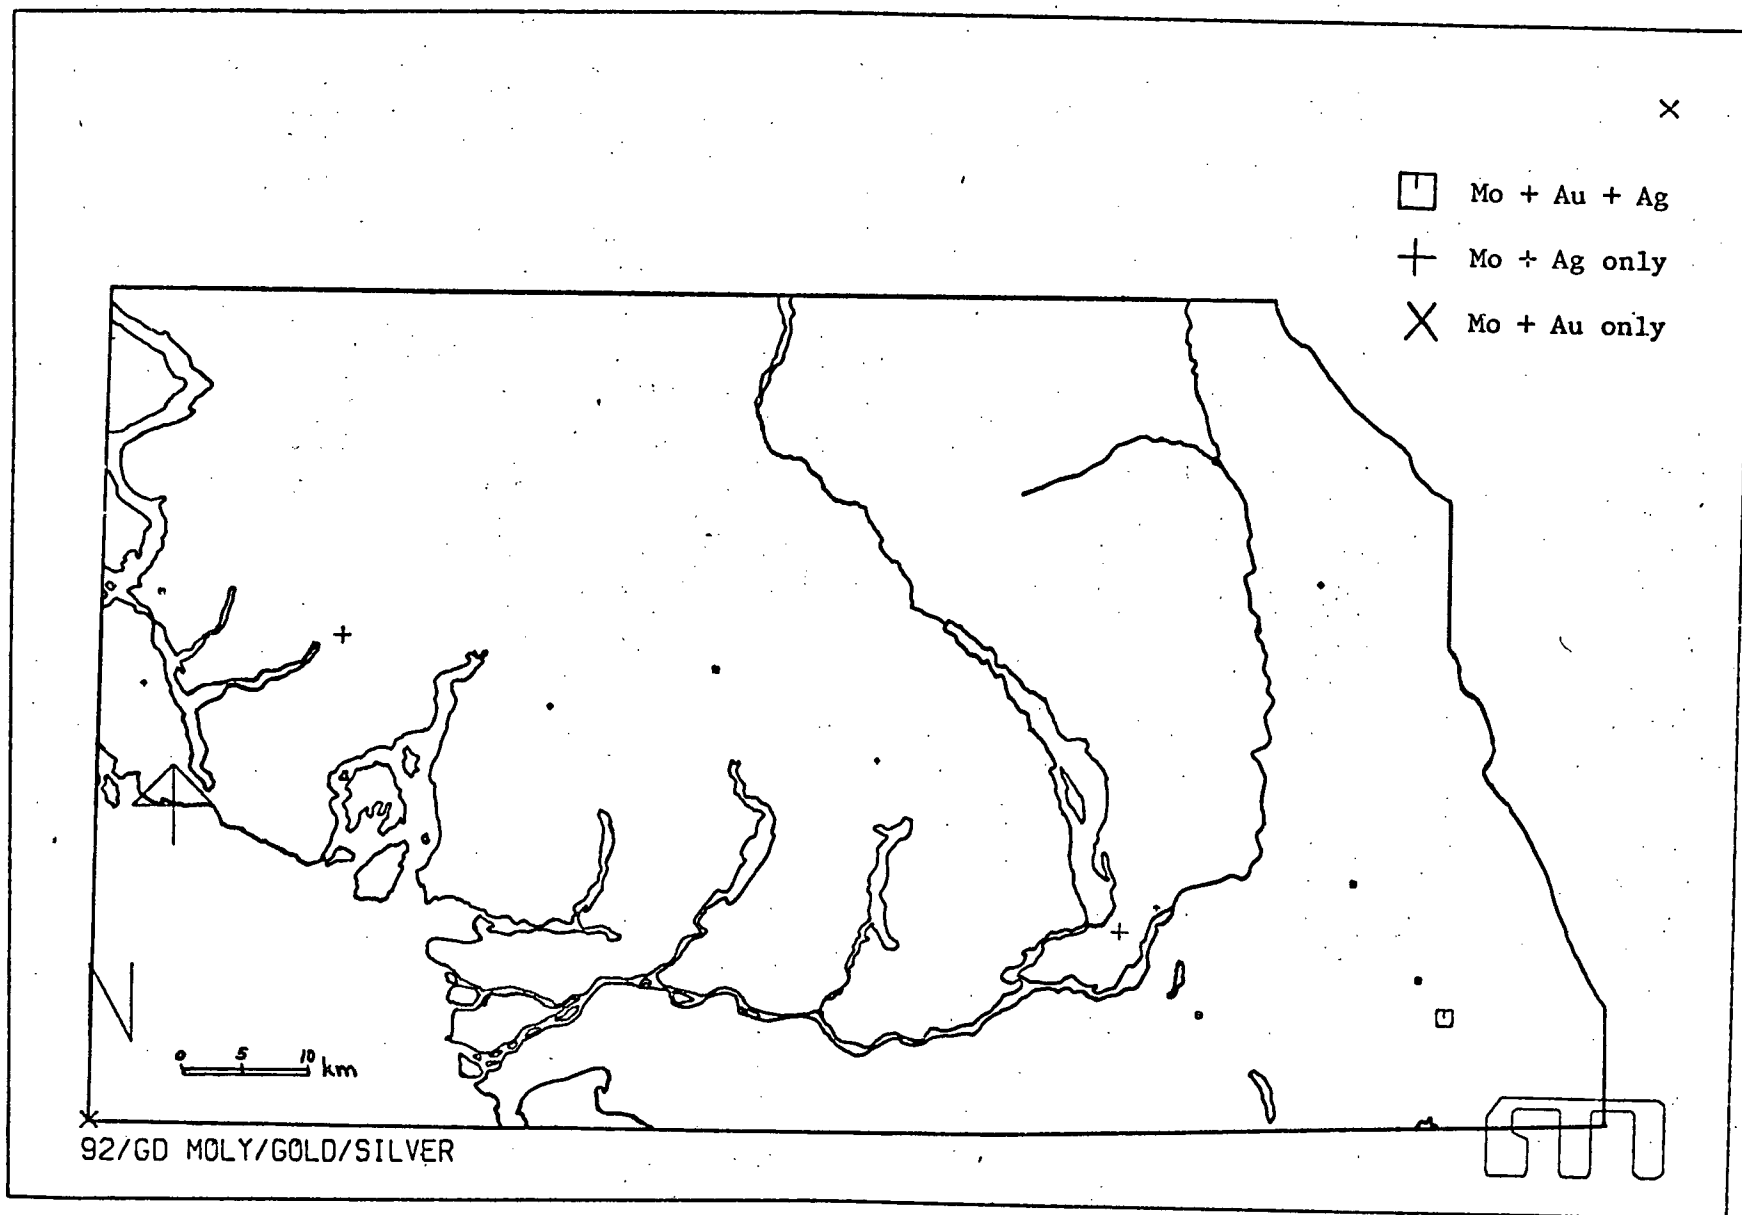 Mo + Au + Ag
Mo + Ag only
Mo + Au only
N
0 5 10 km
92/GD MOLY/GOLD/SILVER